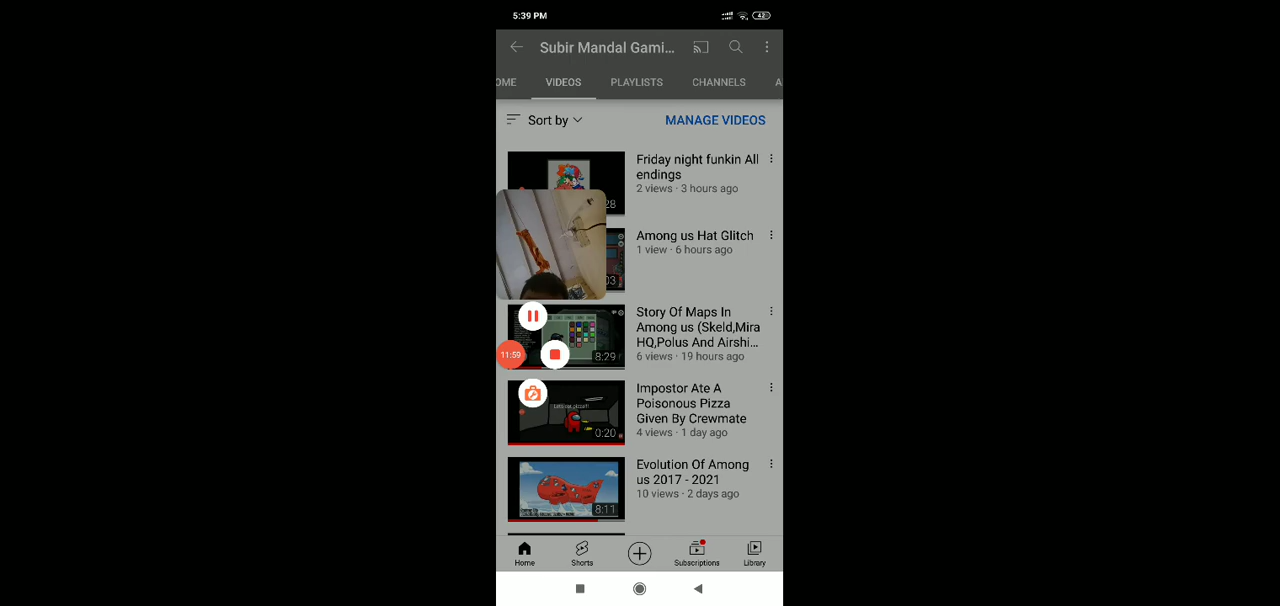 5:39 PM
42
Subir Mandal Gami...
OME VIDEOS PLAYLISTS CHANNELS A
Sort by
MANAGE VIDEOS
Friday night funkin All
endings
2 views · 3 hours ago
28
Among us Hat Glitch
1 view · 6 hours ago
03
Story Of Maps In
Among us (Skeld,Mira
HQ,Polus And Airshi...
6 views · 19 hours ago
8:29
11:59
Impostor Ate A
Poisonous Pizza
Given By Crewmate
4 views · 1 day ago
0:20
Evolution Of Among
us 2017 - 2021
10 views · 2 days ago
8:11
Home Shorts Subscriptions Library